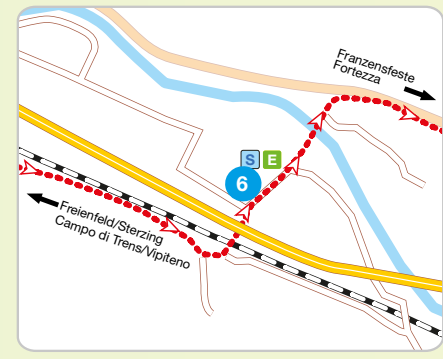 Franzensfeste
Fortezza
S E
6
Freienfeld/Sterzing
Campo di Trens/Vipiteno